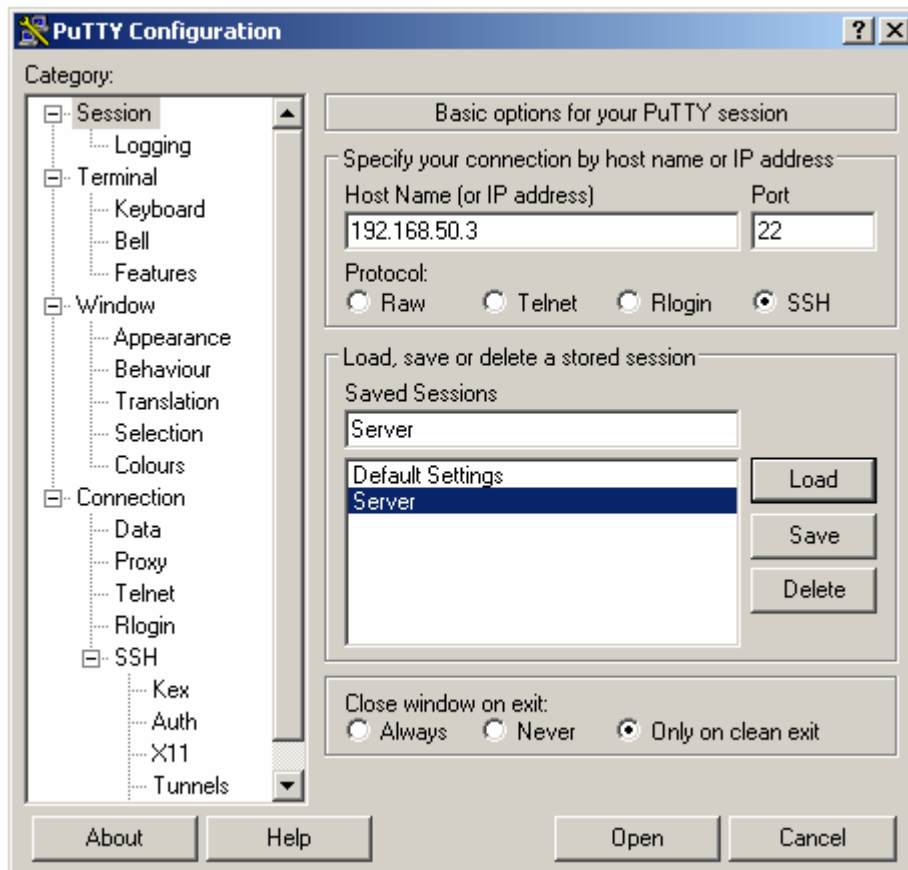 PuTTY Configuration
Category:
Session
Logging
Terminal
Keyboard
Bell
Features
Window
Appearance
Behaviour
Translation
Selection
Colours
Connection
Data
Proxy
Telnet
Rlogin
SSH
Kex
Auth
X11
Tunnels
Basic options for your PuTTY session
Specify your connection by host name or IP address
Host Name (or IP address) Port
192.168.50.3 22
Protocol:
Raw Telnet Rlogin SSH
Load, save or delete a stored session
Saved Sessions
Server
Default Settings
Server
Load
Save
Delete
Close window on exit:
Always Never Only on clean exit
About Help Open Cancel